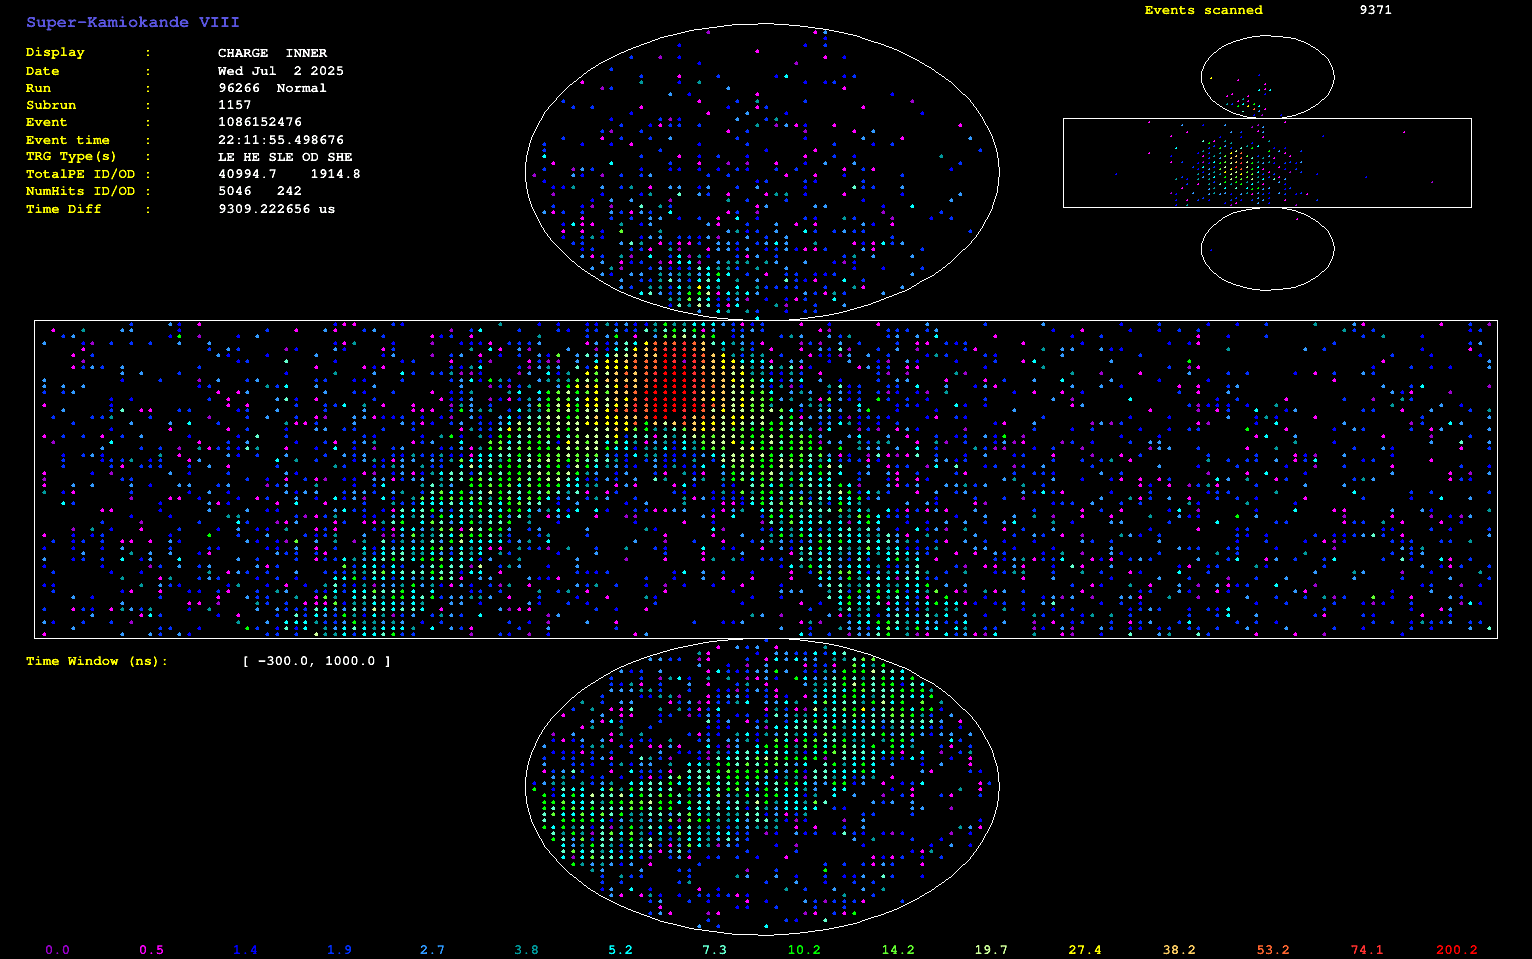 Super-Kamiokande VIII
Events scanned 9371
Display : CHARGE INNER
Date : Wed Jul 2 2025
Run : 96266 Normal
Subrun : 1157
Event : 1086152476
Event time : 22:11:55.498676
TRG Type(s) : LE HE SLE OD SHE
TotalPE ID/OD : 40994.7 1914.8
NumHits ID/OD : 5046 242
Time Diff : 9309.222656 us
Time Window (ns): [ -300.0, 1000.0 ]
0.0 0.5 1.4 1.9 2.7 3.8 5.2 7.3 10.2 14.2 19.7 27.4 38.2 53.2 74.1 200.2